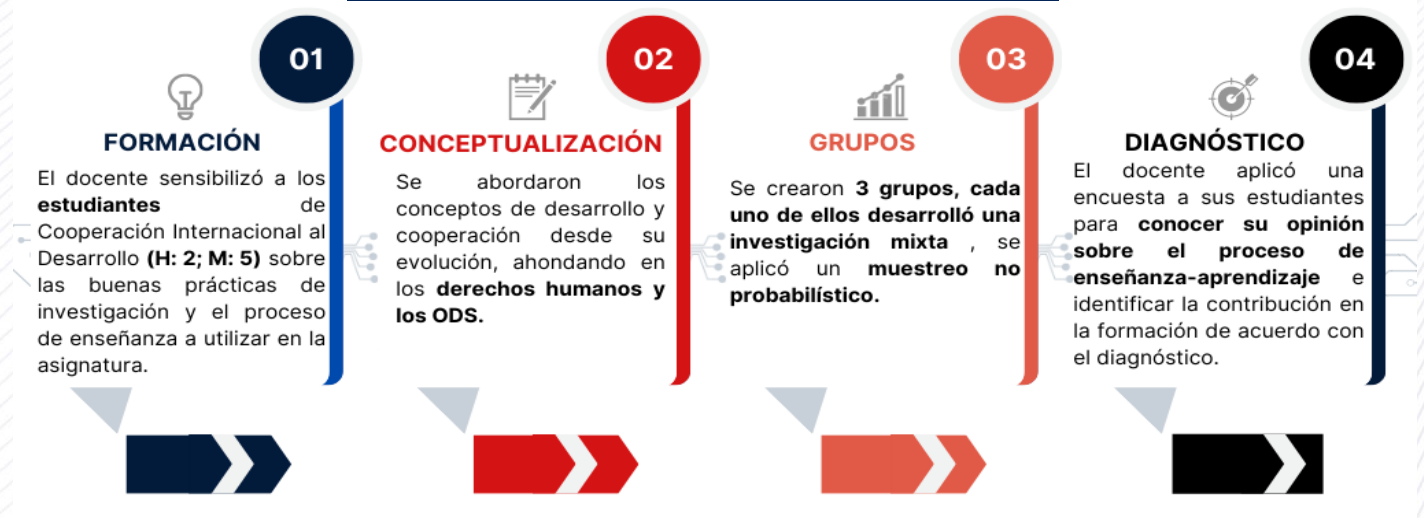 01
FORMACIÓN
El docente sensibilizó a los
estudiantes de
Cooperación Internacional al
Desarrollo (H: 2; M: 5) sobre
las buenas prácticas de
investigación y el proceso
de enseñanza a utilizar en la
asignatura.
02
CONCEPTUALIZACIÓN
Se abordaron los
conceptos de desarrollo y
cooperación desde su
evolución, ahondando en
los derechos humanos y
los ODS.
03
GRUPOS
Se crearon 3 grupos, cada
uno de ellos desarrolló una
investigación mixta , se
aplicó un muestreo no
probabilístico.
04
DIAGNÓSTICO
El docente aplicó una
encuesta a sus estudiantes
para conocer su opinión
sobre el proceso de
enseñanza-aprendizaje e
identificar la contribución en
la formación de acuerdo con
el diagnóstico.